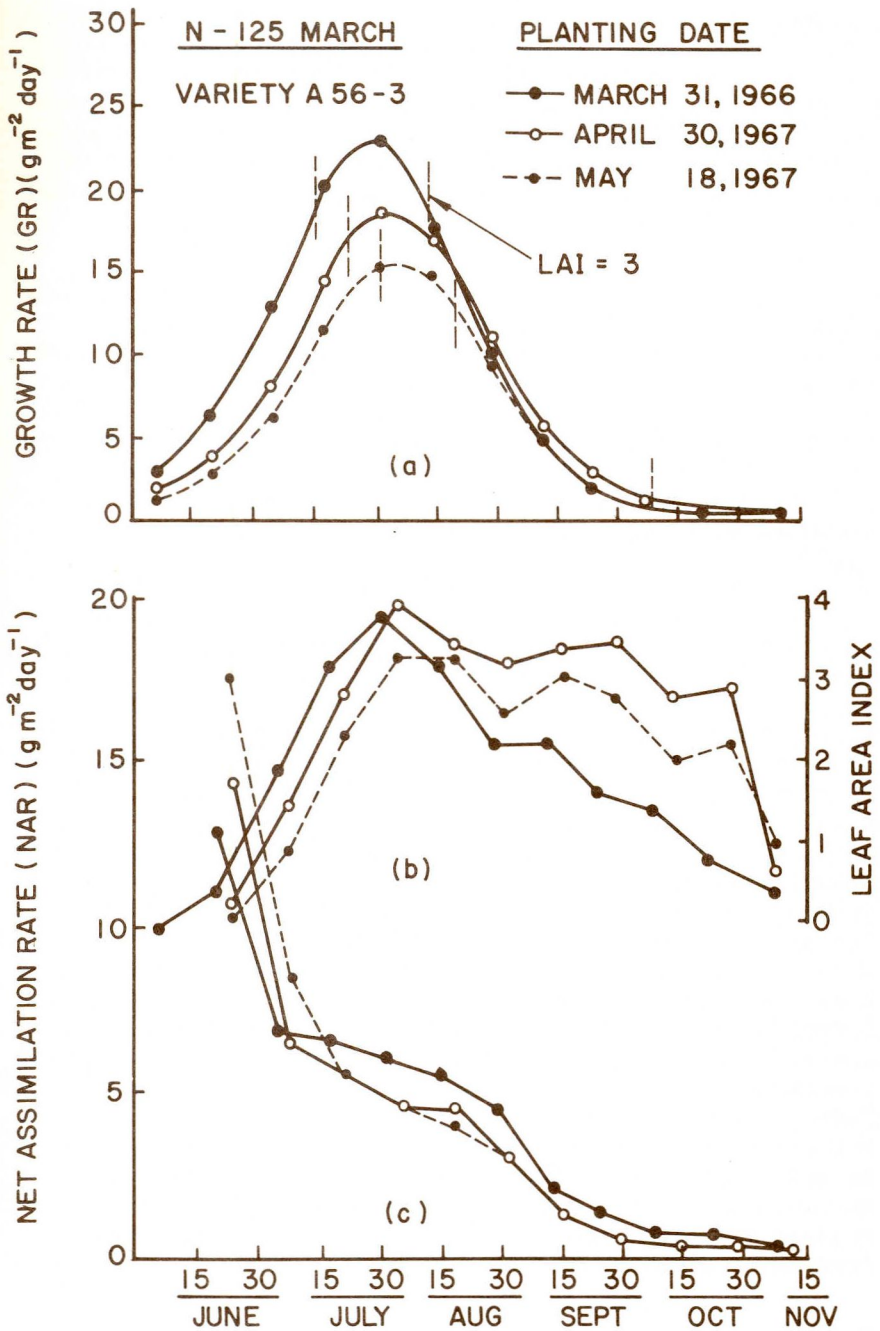 N-125 MARCH
VARIETY A 56-3
PLANTING DATE
MARCH 31, 1966
APRIL 30, 1967
MAY 18, 1967
LAI = 3
GROWTH RATE (GR) (gm⁻² day⁻¹)
30
25
20
15
10
5
0
(a)
NET ASSIMILATION RATE (NAR) (gm⁻² day⁻¹)
20
15
10
5
0
4
3
2
1
0
LEAF AREA INDEX
(b)
(c)
15 30 15 30 15 30 15 30 15 30 15
JUNE JULY AUG SEPT OCT NOV